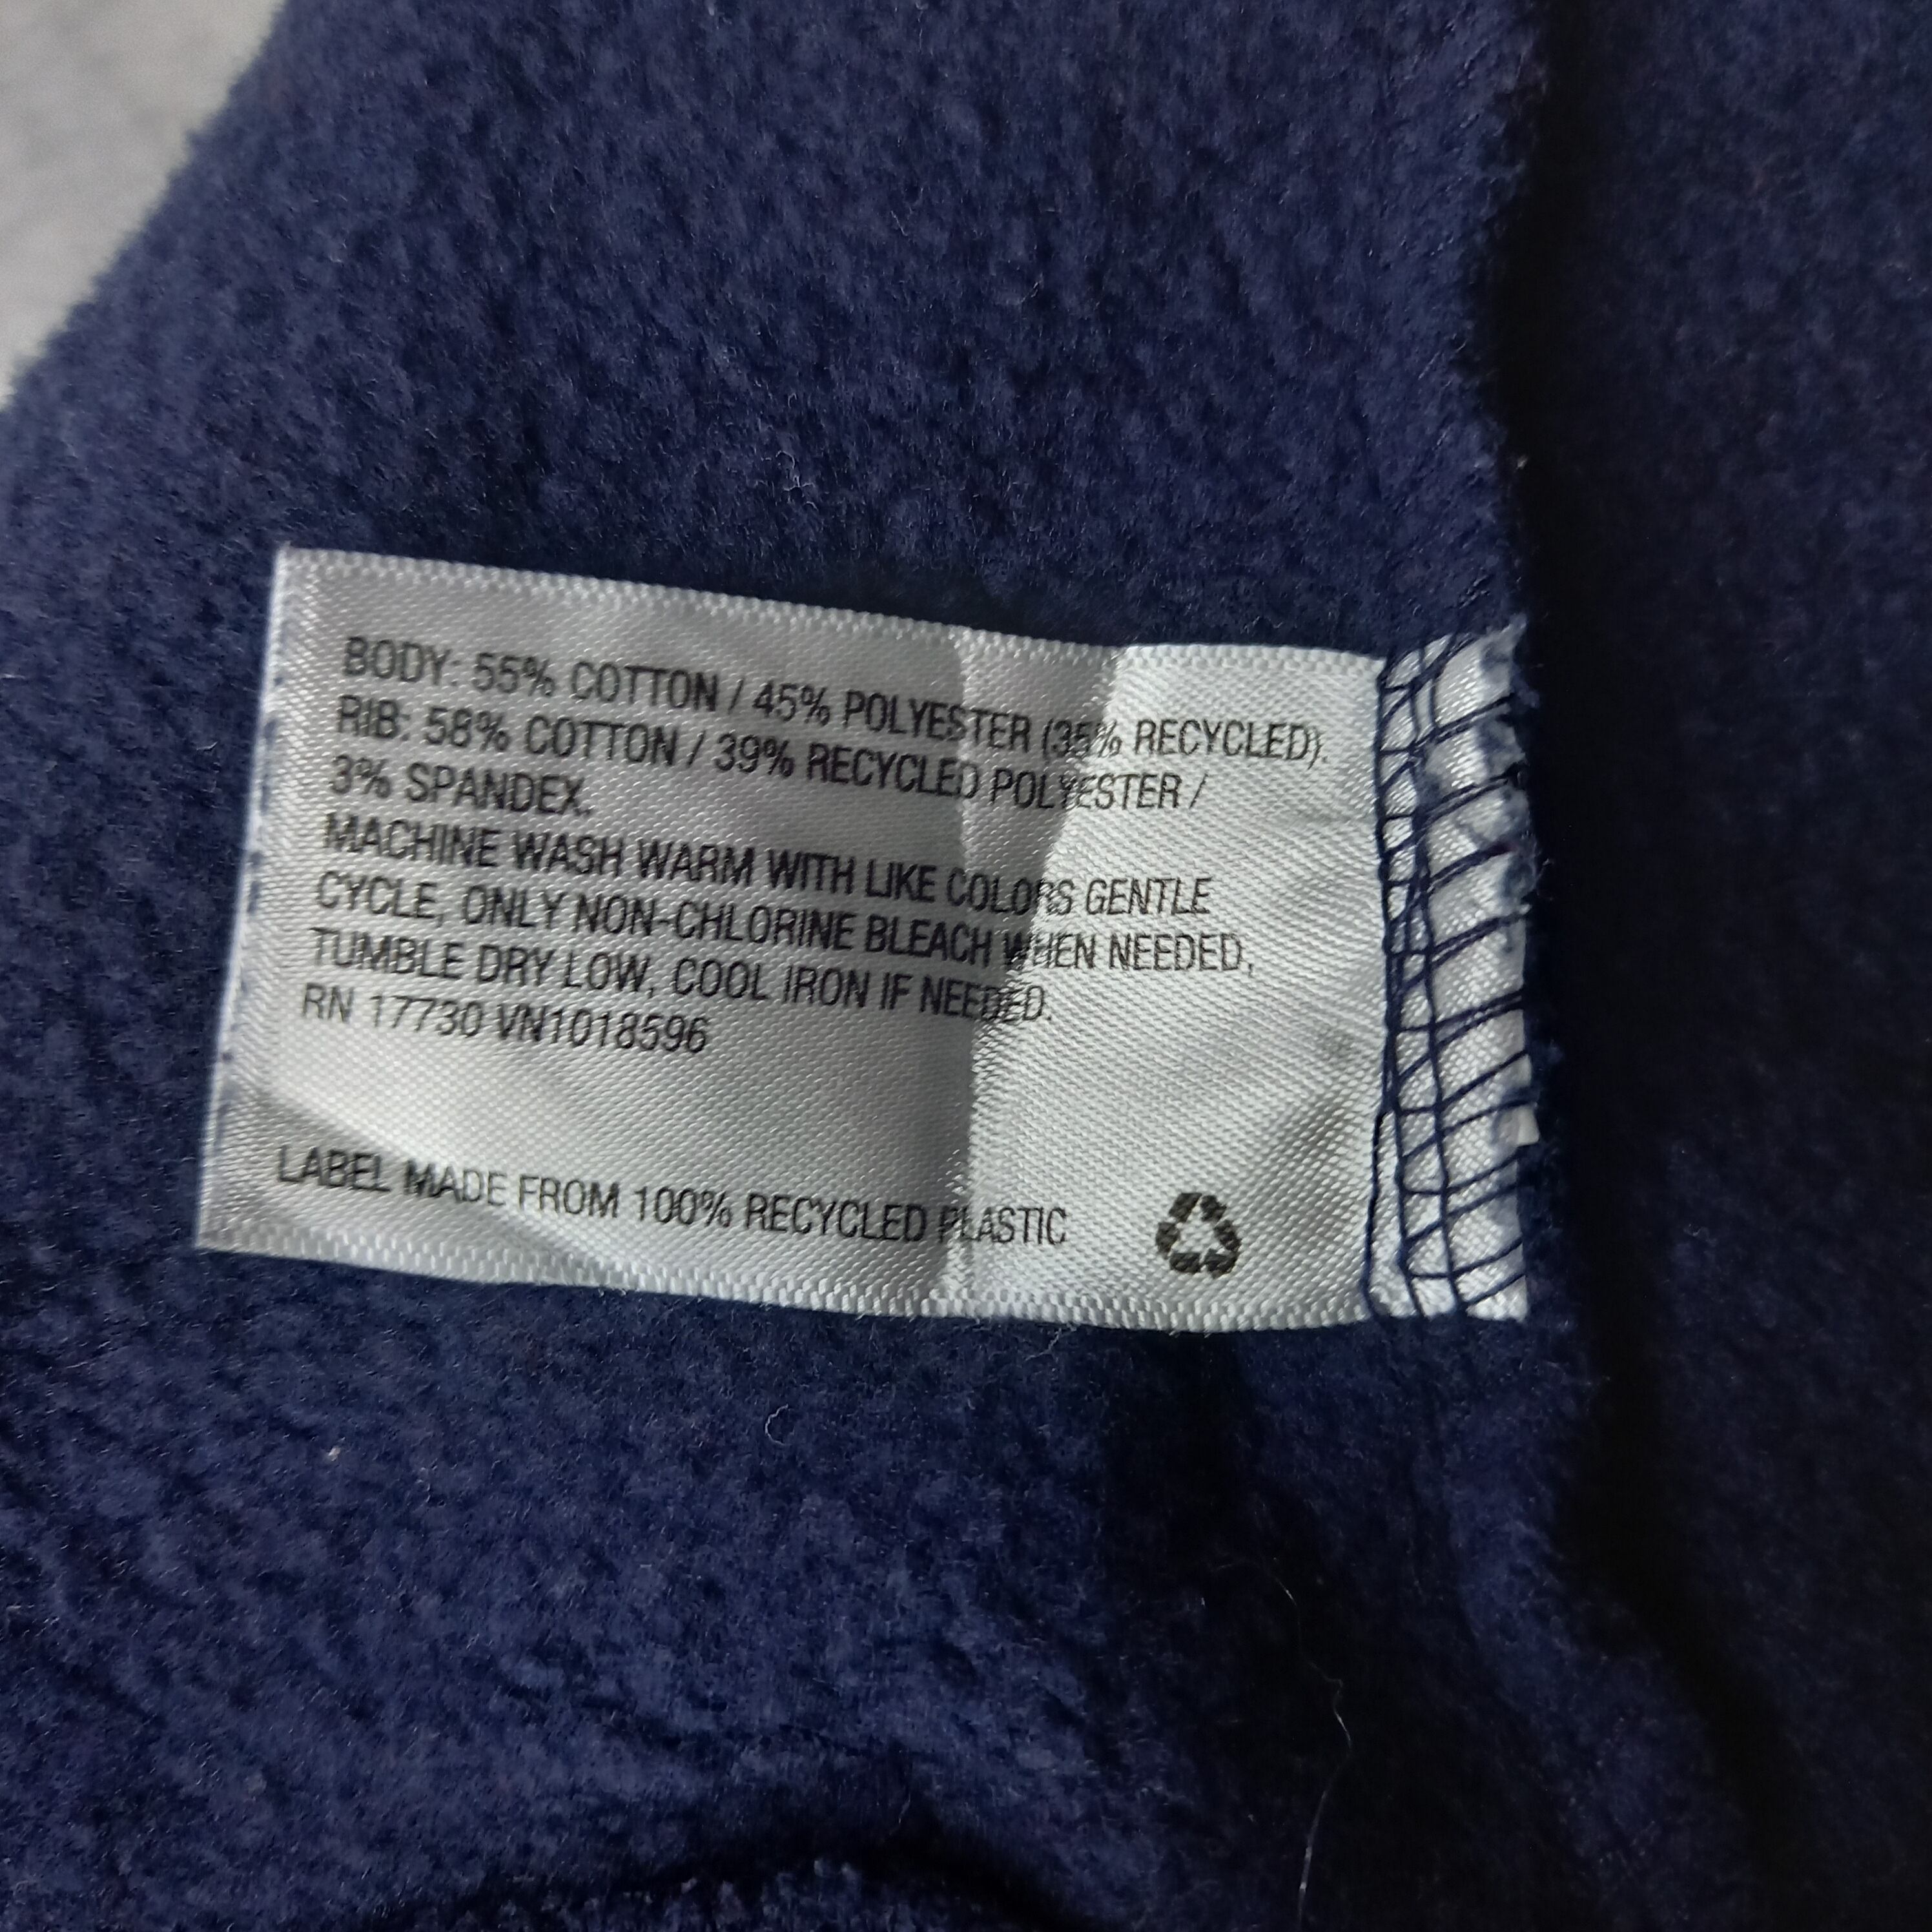 BODY: 55% COTTON / 45% POLYESTER (35% RECYCLED).
RIB: 58% COTTON / 39% RECYCLED POLYESTER /
3% SPANDEX.
MACHINE WASH WARM WITH LIKE COLORS GENTLE
CYCLE, ONLY NON-CHLORINE BLEACH WHEN NEEDED,
TUMBLE DRY LOW, COOL IRON IF NEEDED.
RN 17730 VN1018596
LABEL MADE FROM 100% RECYCLED PLASTIC